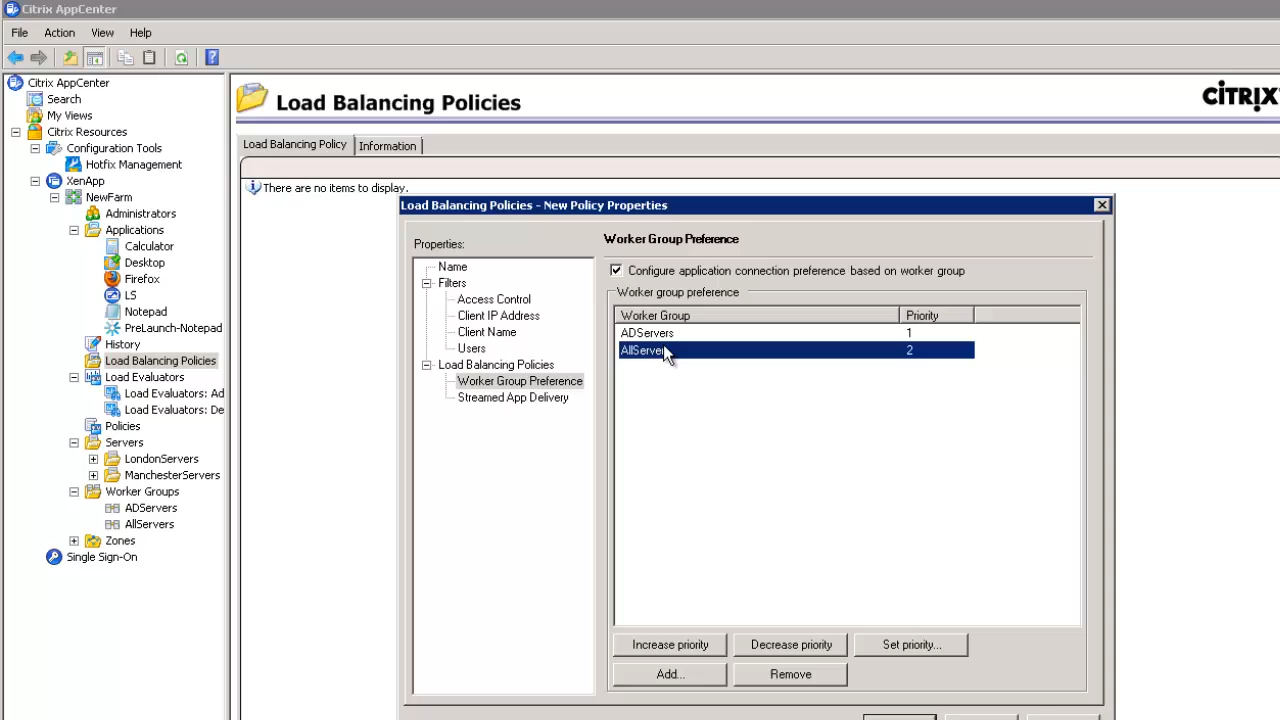 Citrix AppCenter
File Action View Help
Citrix AppCenter
Search
My Views
Citrix Resources
Configuration Tools
Hotfix Management
XenApp
NewFarm
Administrators
Applications
Calculator
Desktop
Firefox
LS
Notepad
PreLaunch-Notepad
History
Load Balancing Policies
Load Evaluators
Load Evaluators: Ad
Load Evaluators: De
Policies
Servers
LondonServers
ManchesterServers
Worker Groups
ADServers
AllServers
Zones
Single Sign-On
Load Balancing Policies
CITRIX
Load Balancing Policy Information
There are no items to display.
Load Balancing Policies - New Policy Properties
Properties:
Name
Filters
Access Control
Client IP Address
Client Name
Users
Load Balancing Policies
Worker Group Preference
Streamed App Delivery
Worker Group Preference
Configure application connection preference based on worker group
Worker group preference
Worker Group Priority
ADServers 1
AllServers 2
Increase priority Decrease priority Set priority...
Add... Remove